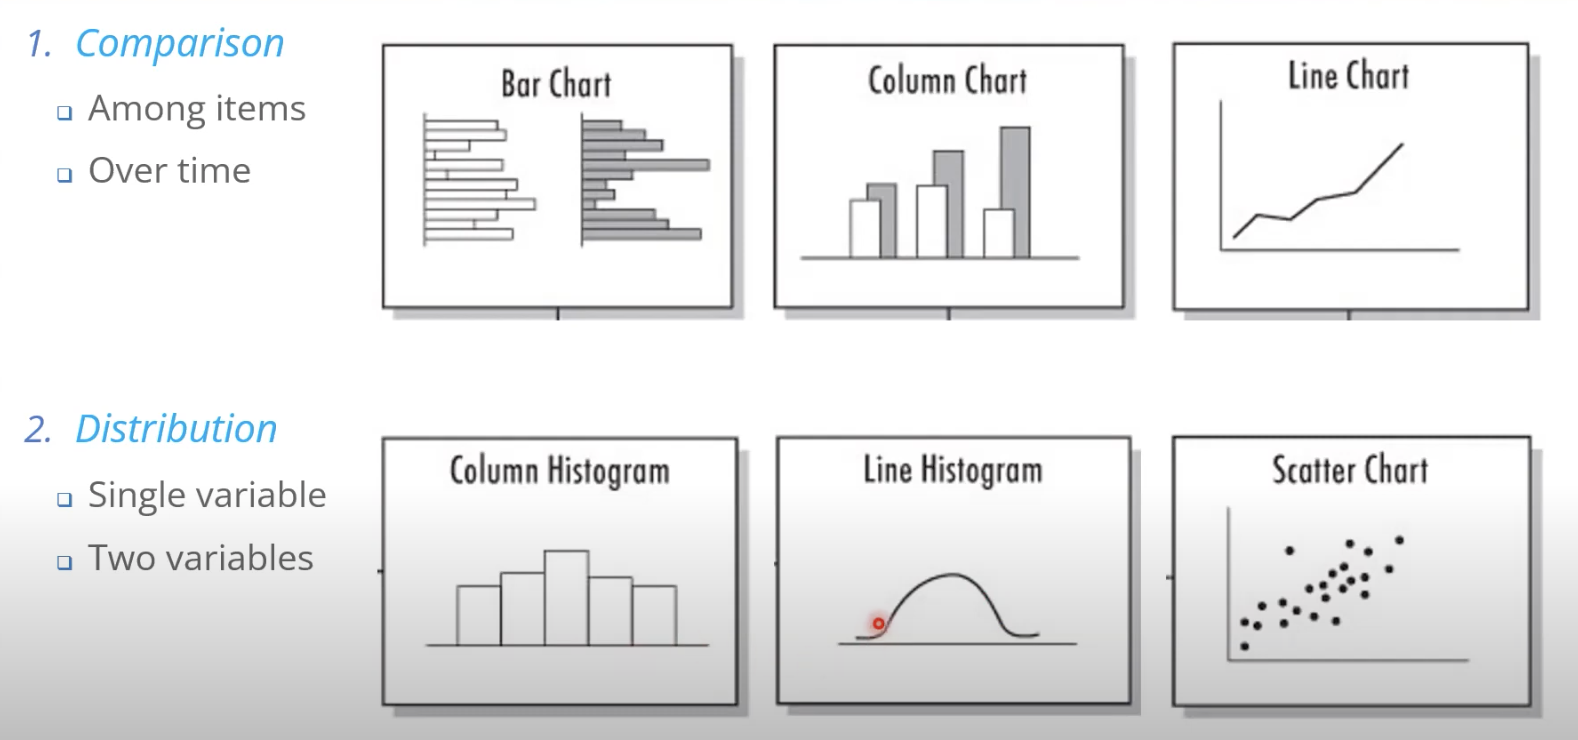 1. Comparison
Among items
Over time
Bar Chart
Column Chart
Line Chart
2. Distribution
Single variable
Two variables
Column Histogram
Line Histogram
Scatter Chart